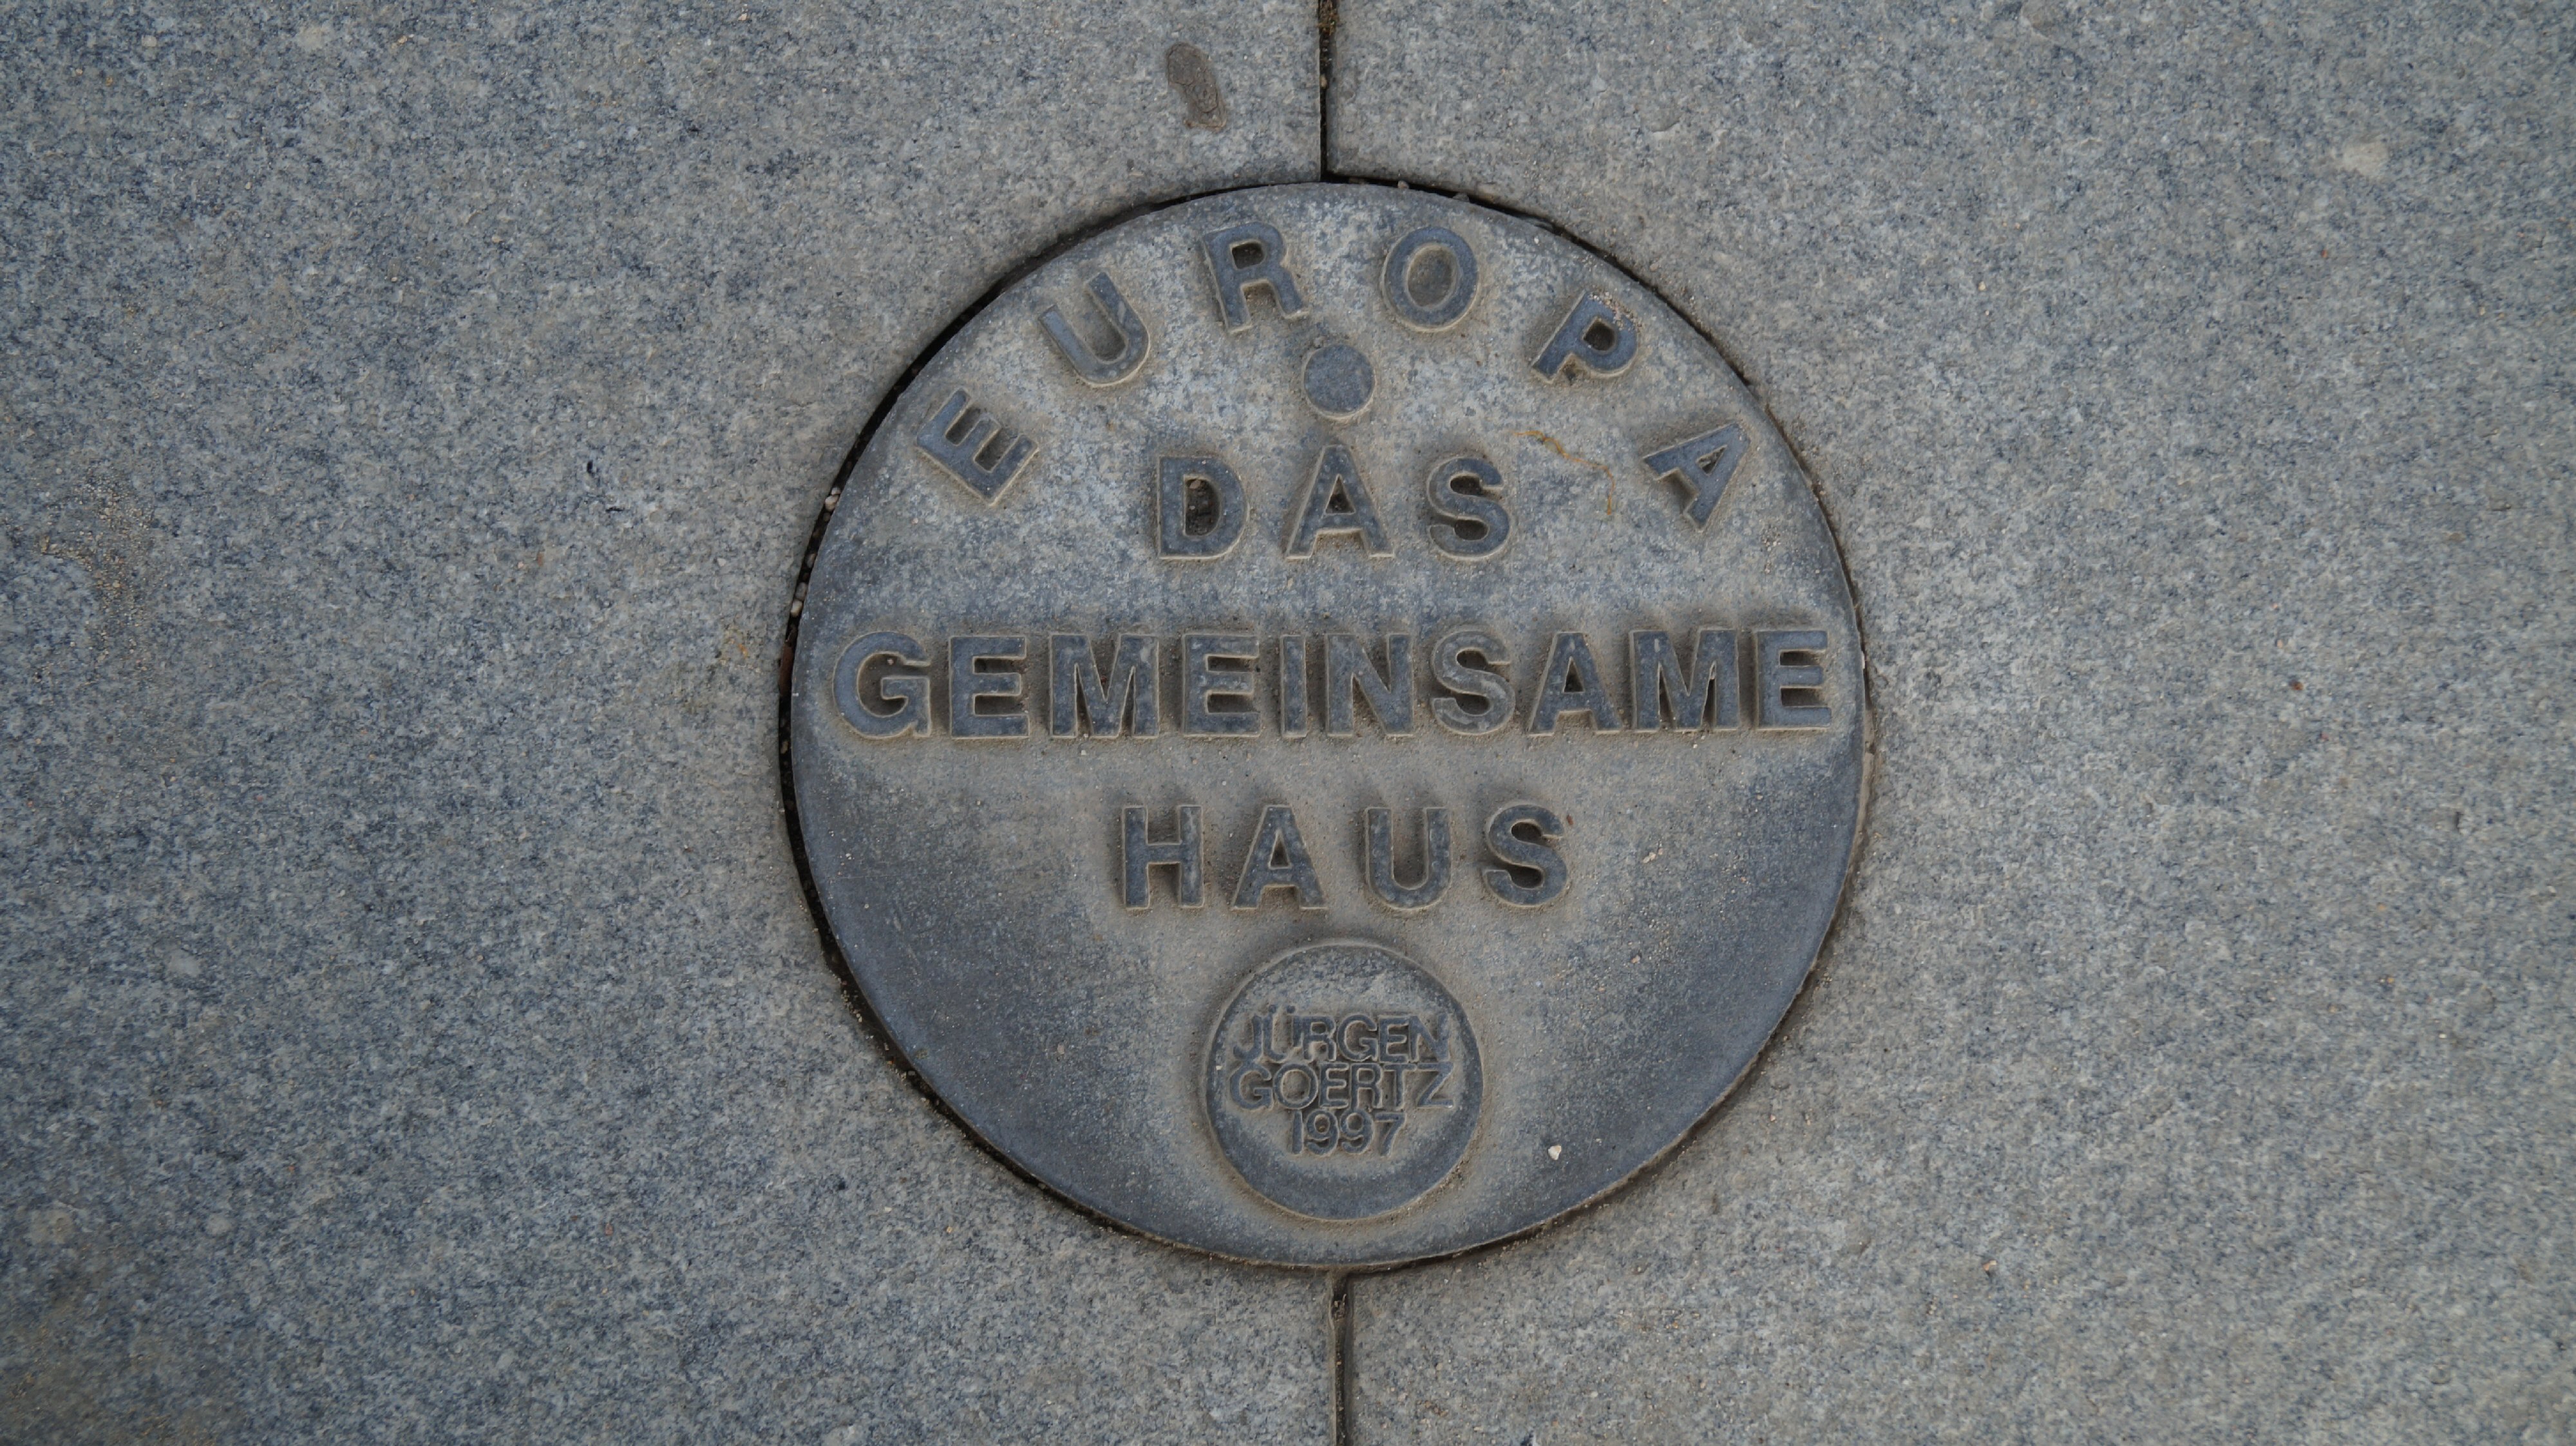 EUROPA
DAS
GEMEINSAME
HAUS
JÜRGEN
GOERTZ
1997